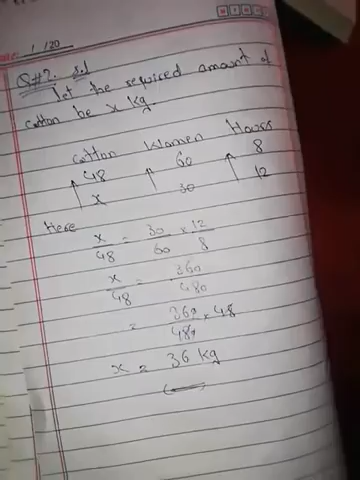 1 / 20
Q#2: Sol
let the required amount of
cotton be x kg.
Cotton Women Hours
48 60 8
x 30 12
Here
x/48 = 30/60 × 12/8
x/48 = 360/480
= 360/480 × 48
x = 36 kg